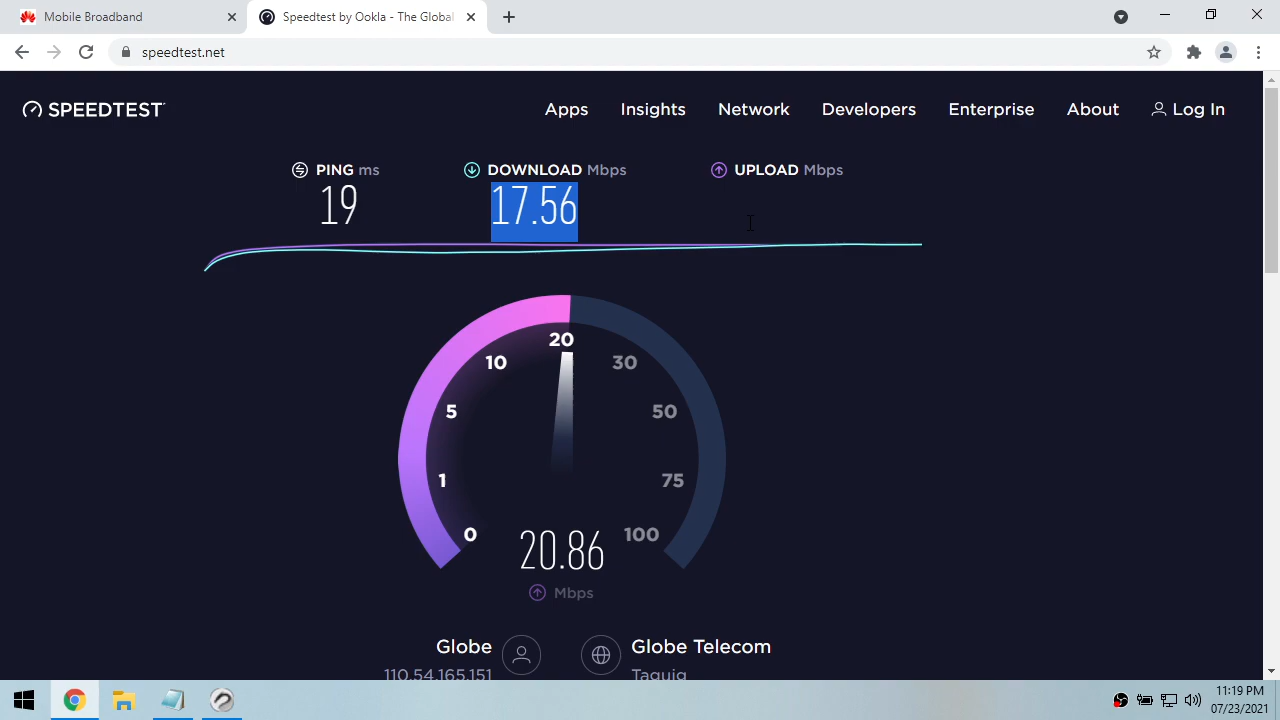 Mobile Broadband
Speedtest by Ookla - The Global
speedtest.net
SPEEDTEST
Apps
Insights
Network
Developers
Enterprise
About
Log In
PING ms
DOWNLOAD Mbps
UPLOAD Mbps
19
17.56
0
1
5
10
20
30
50
75
100
20.86
Mbps
Globe
Globe Telecom
110.54.165.151
Taguig
11:19 PM
07/23/2021